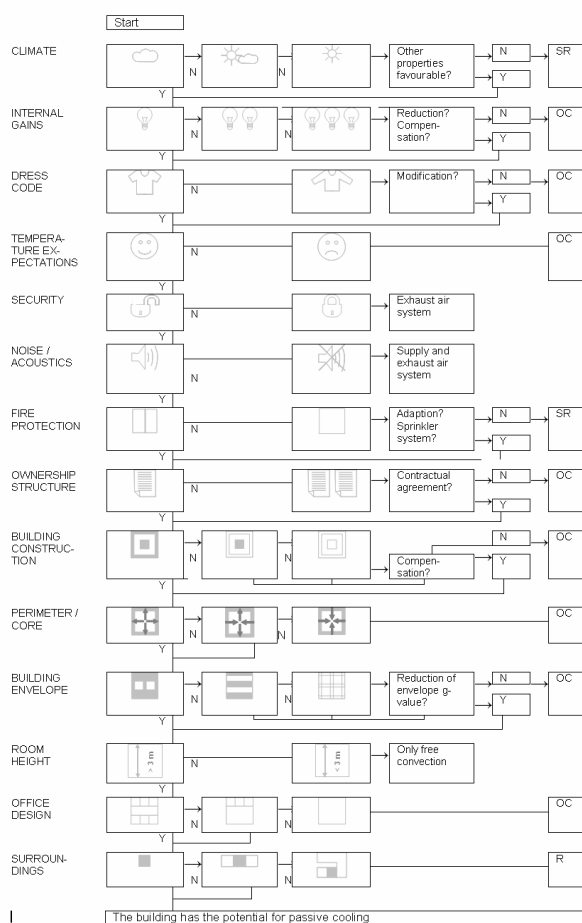 Start
CLIMATE
N
N
Other
properties
favourable?
N
Y
SR
Y
INTERNAL
GAINS
N
N
Reduction?
Compen-
sation?
N
Y
OC
Y
DRESS
CODE
N
Modification?
N
Y
OC
Y
TEMPERA-
TURE EX-
PECTATIONS
N
OC
Y
SECURITY
N
Exhaust air
system
Y
NOISE /
ACOUSTICS
N
Supply and
exhaust air
system
Y
FIRE
PROTECTION
N
Adaption?
Sprinkler
system?
N
Y
SR
Y
OWNERSHIP
STRUCTURE
N
Contractual
agreement?
N
Y
OC
Y
BUILDING
CONSTRUC-
TION
N
N
Compen-
sation?
N
Y
OC
Y
PERIMETER /
CORE
N
N
OC
Y
BUILDING
ENVELOPE
N
N
Reduction of
envelope g-
value?
N
Y
OC
Y
ROOM
HEIGHT
> 3 m
N
< 3 m
Only free
convection
Y
OFFICE
DESIGN
N
N
OC
Y
SURROUN-
DINGS
N
N
R
The building has the potential for passive cooling